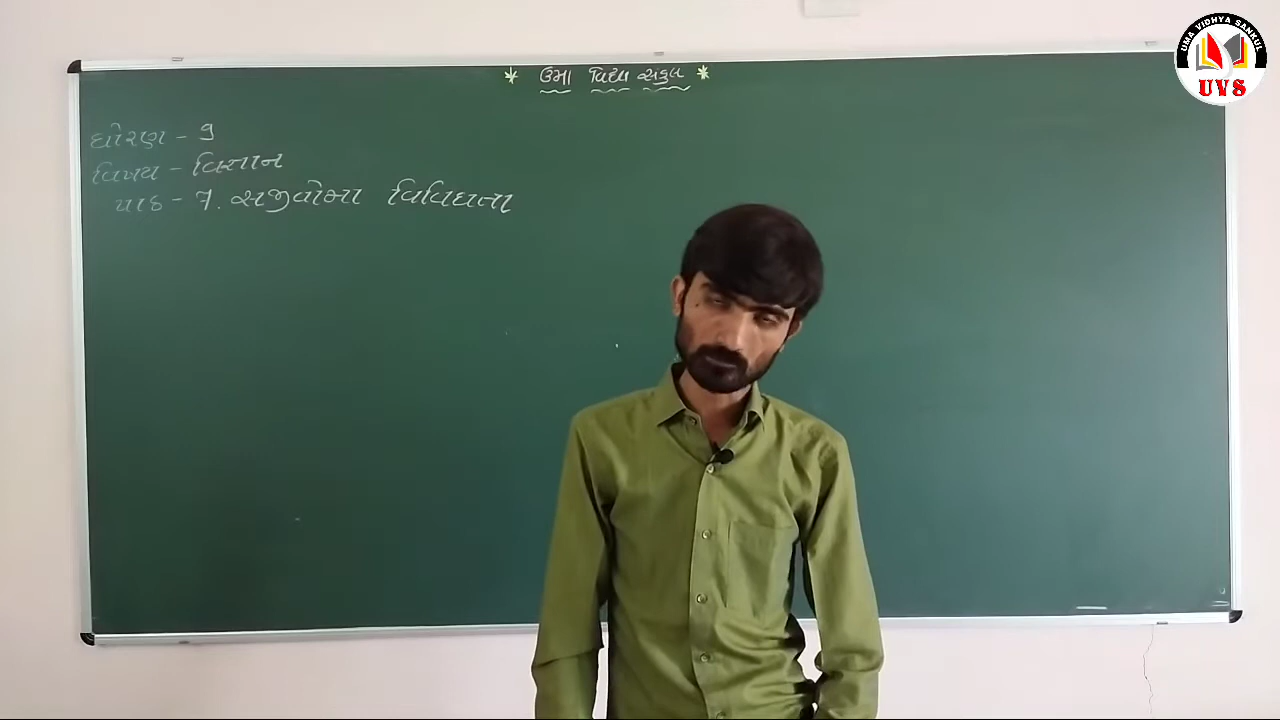 * ઉમા વિદ્યા સંકુલ *
ધોરણ - 9
વિષય - વિજ્ઞાન
પાઠ - 7. સજીવોમા વિવિધતા
UMA VIDHYA SANKUL
UVS